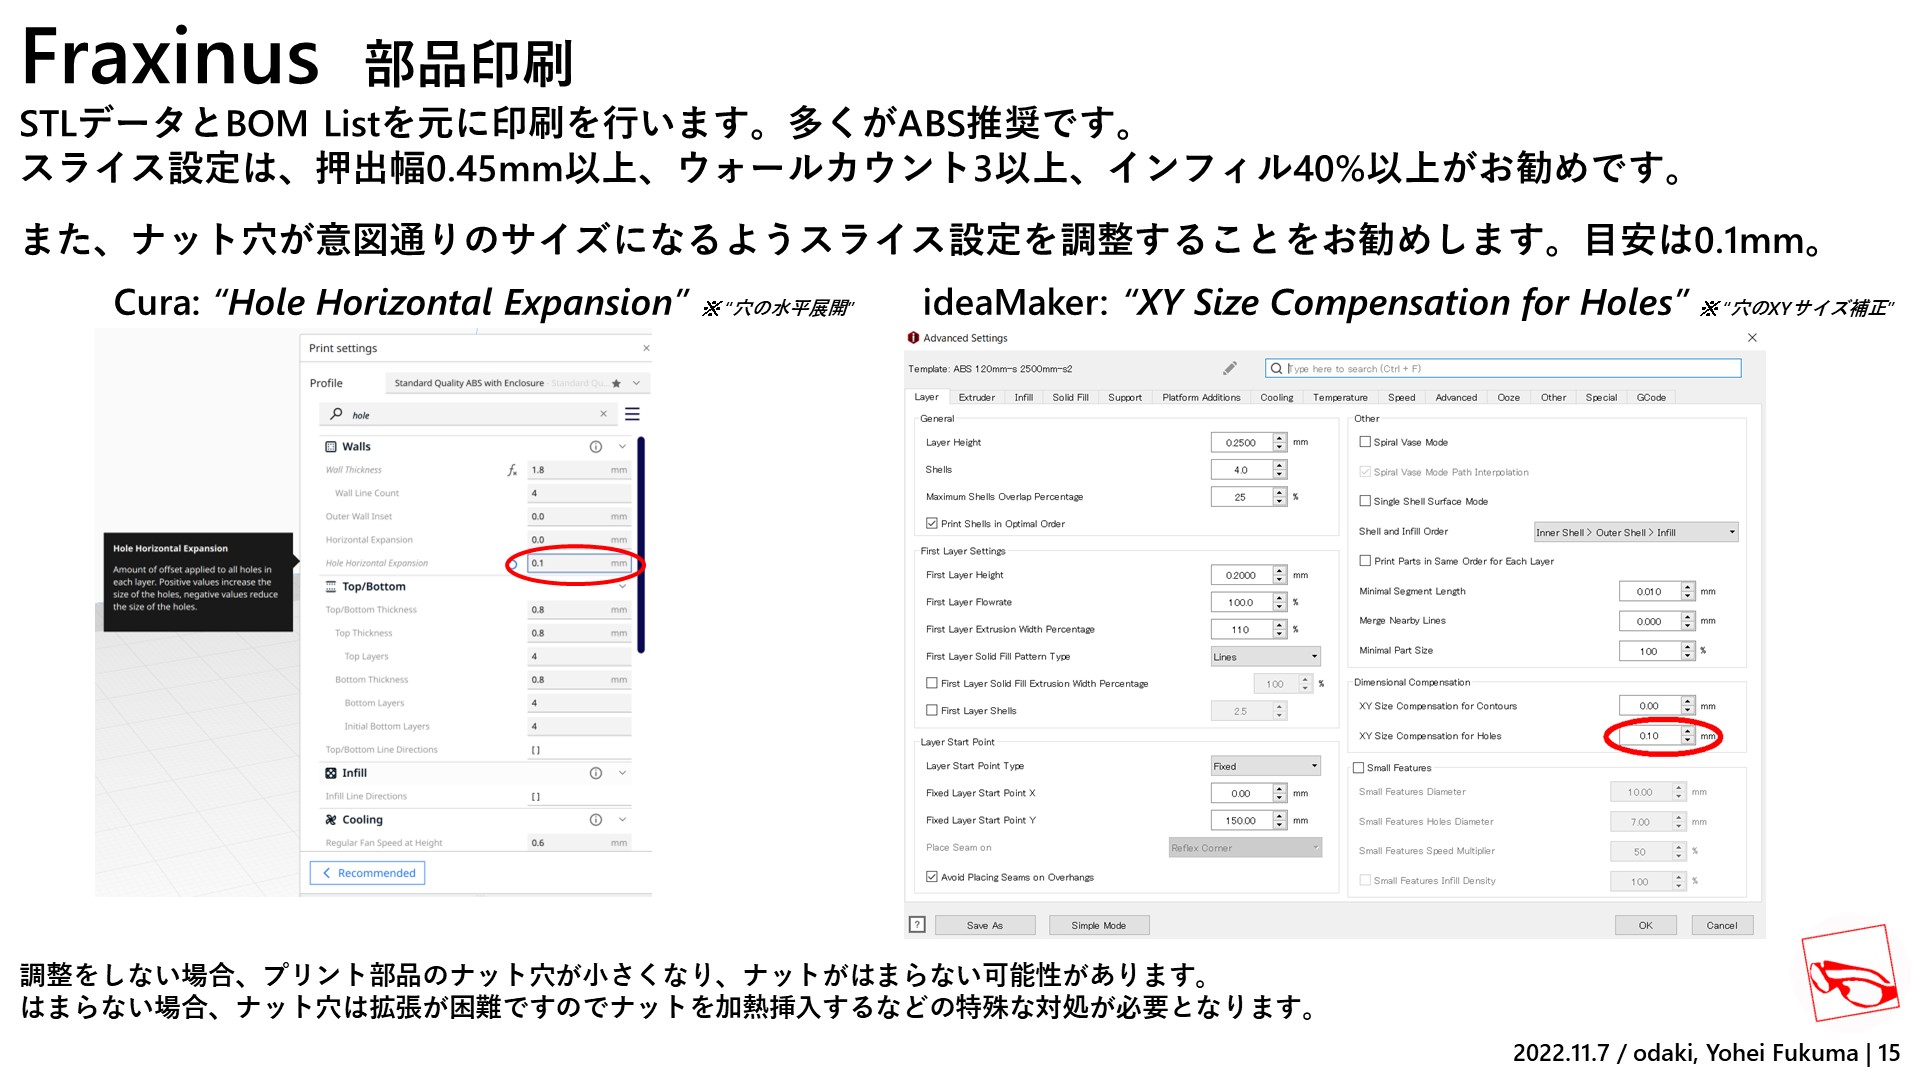 Fraxinus 部品印刷
STLデータとBOM Listを元に印刷を行います。多くがABS推奨です。
スライス設定は、押出幅0.45mm以上、ウォールカウント3以上、インフィル40%以上がお勧めです。
また、ナット穴が意図通りのサイズになるようスライス設定を調整することをお勧めします。目安は0.1mm。
Cura: “Hole Horizontal Expansion” ※“穴の水平展開”
Print settings
Profile Standard Quality ABS with Enclosure - Standard Qu...
hole
Walls
Wall Thickness 1.8 mm
Wall Line Count 4
Outer Wall Inset 0.0 mm
Horizontal Expansion 0.0 mm
Hole Horizontal Expansion 0.1 mm
Hole Horizontal Expansion
Amount of offset applied to all holes in
each layer. Positive values increase the
size of the holes, negative values reduce
the size of the holes.
Top/Bottom
Top/Bottom Thickness 0.8 mm
Top Thickness 0.8 mm
Top Layers 4
Bottom Thickness 0.8 mm
Bottom Layers 4
Initial Bottom Layers 4
Top/Bottom Line Directions [ ]
Infill
Infill Line Directions [ ]
Cooling
Regular Fan Speed at Height 0.6 mm
Recommended
ideaMaker: “XY Size Compensation for Holes” ※“穴のXYサイズ補正”
Advanced Settings
Template: ABS 120mm-s 2500mm-s2
Type here to search (Ctrl + F)
Layer Extruder Infill Solid Fill Support Platform Additions Cooling Temperature Speed Advanced Ooze Other Special GCode
General
Layer Height 0.2500 mm
Shells 4.0
Maximum Shells Overlap Percentage 25 %
Print Shells in Optimal Order
First Layer Settings
First Layer Height 0.2000 mm
First Layer Flowrate 100.0 %
First Layer Extrusion Width Percentage 110 %
First Layer Solid Fill Pattern Type Lines
First Layer Solid Fill Extrusion Width Percentage 100 %
First Layer Shells 2.5
Layer Start Point
Layer Start Point Type Fixed
Fixed Layer Start Point X 0.00 mm
Fixed Layer Start Point Y 150.00 mm
Place Seam on Reflex Corner
Avoid Placing Seams on Overhangs
Other
Spiral Vase Mode
Spiral Vase Mode Path Interpolation
Single Shell Surface Mode
Shell and Infill Order Inner Shell > Outer Shell > Infill
Print Parts in Same Order for Each Layer
Minimal Segment Length 0.010 mm
Merge Nearby Lines 0.000 mm
Minimal Part Size 100 %
Dimensional Compensation
XY Size Compensation for Contours 0.00 mm
XY Size Compensation for Holes 0.10 mm
Small Features
Small Features Diameter 10.00 mm
Small Features Holes Diameter 7.00 mm
Small Features Speed Multiplier 50 %
Small Features Infill Density 100 %
? Save As Simple Mode OK Cancel
調整をしない場合、プリント部品のナット穴が小さくなり、ナットがはまらない可能性があります。
はまらない場合、ナット穴は拡張が困難ですのでナットを加熱挿入するなどの特殊な対処が必要となります。
2022.11.7 / odaki, Yohei Fukuma | 15